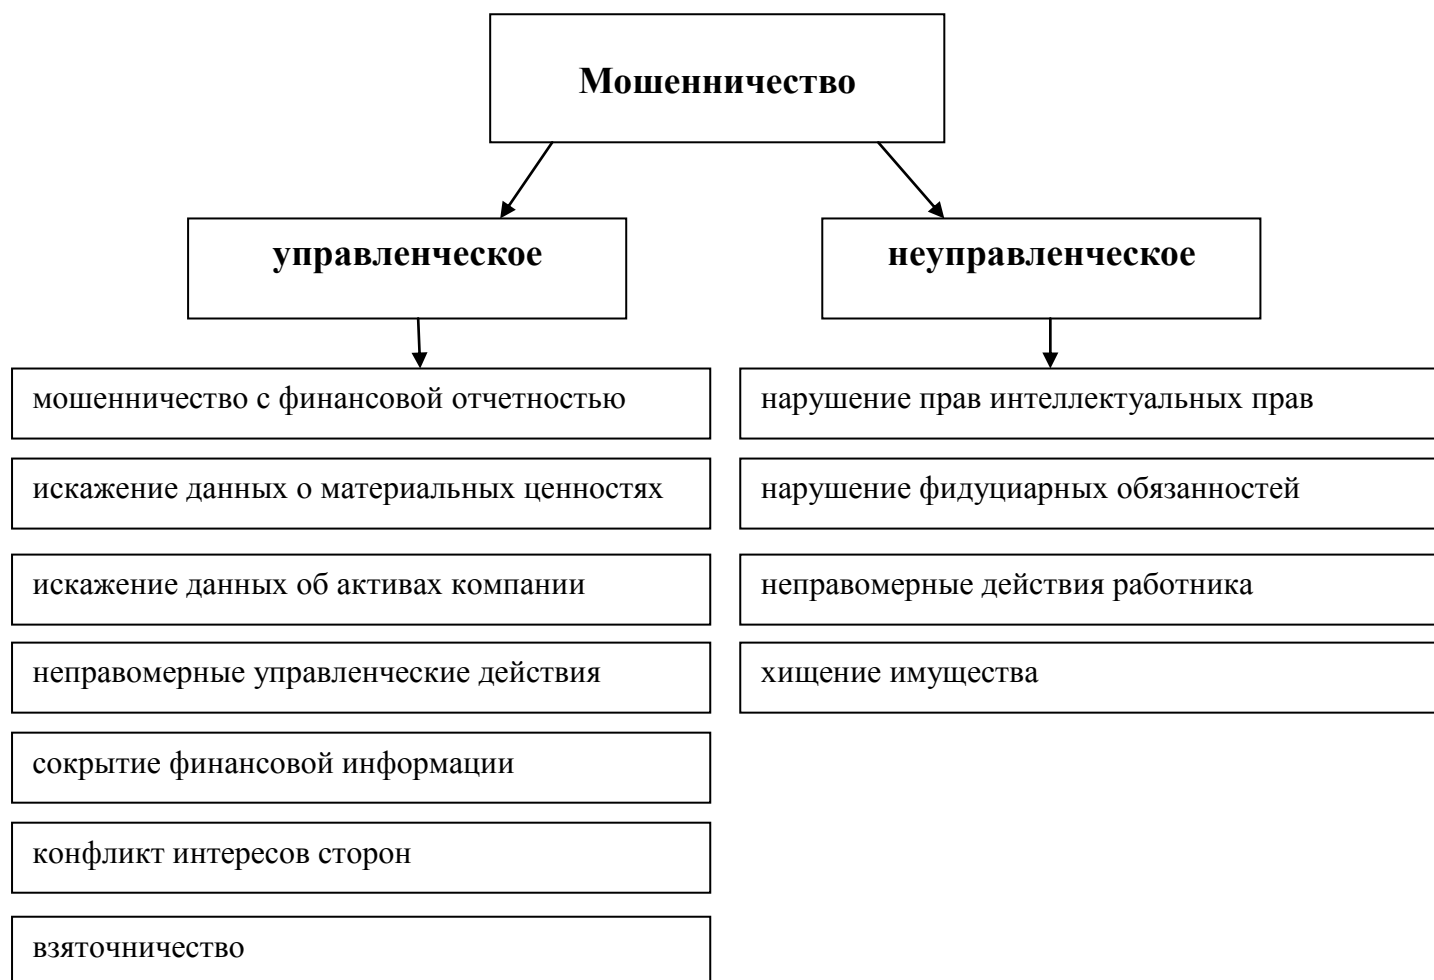 Мошенничество
управленческое
неуправленческое
мошенничество с финансовой отчетностью
искажение данных о материальных ценностях
искажение данных об активах компании
неправомерные управленческие действия
сокрытие финансовой информации
конфликт интересов сторон
взяточничество
нарушение прав интеллектуальных прав
нарушение фидуциарных обязанностей
неправомерные действия работника
хищение имущества